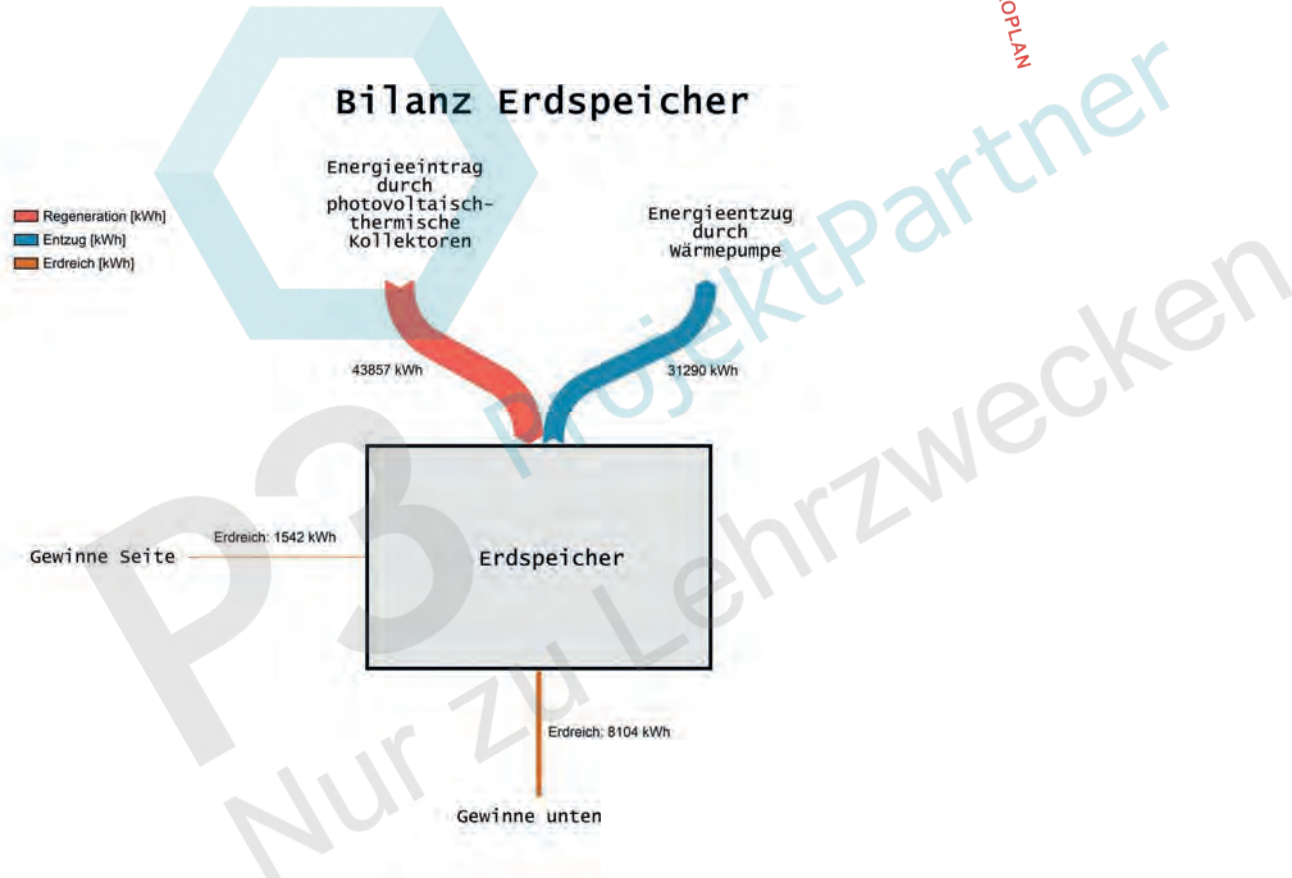 OPLAN
Bilanz Erdspeicher
Energieeintrag
durch
photovoltaisch-
thermische
Kollektoren
Energieentzug
durch
Wärmepumpe
Regeneration [kWh]
Entzug [kWh]
Erdreich [kWh]
43857 kWh
31290 kWh
Gewinne Seite
Erdreich: 1542 kWh
Erdspeicher
Erdreich: 8104 kWh
Gewinne unten
P3
ProjektPartner
Nur zu Lehrzwecken